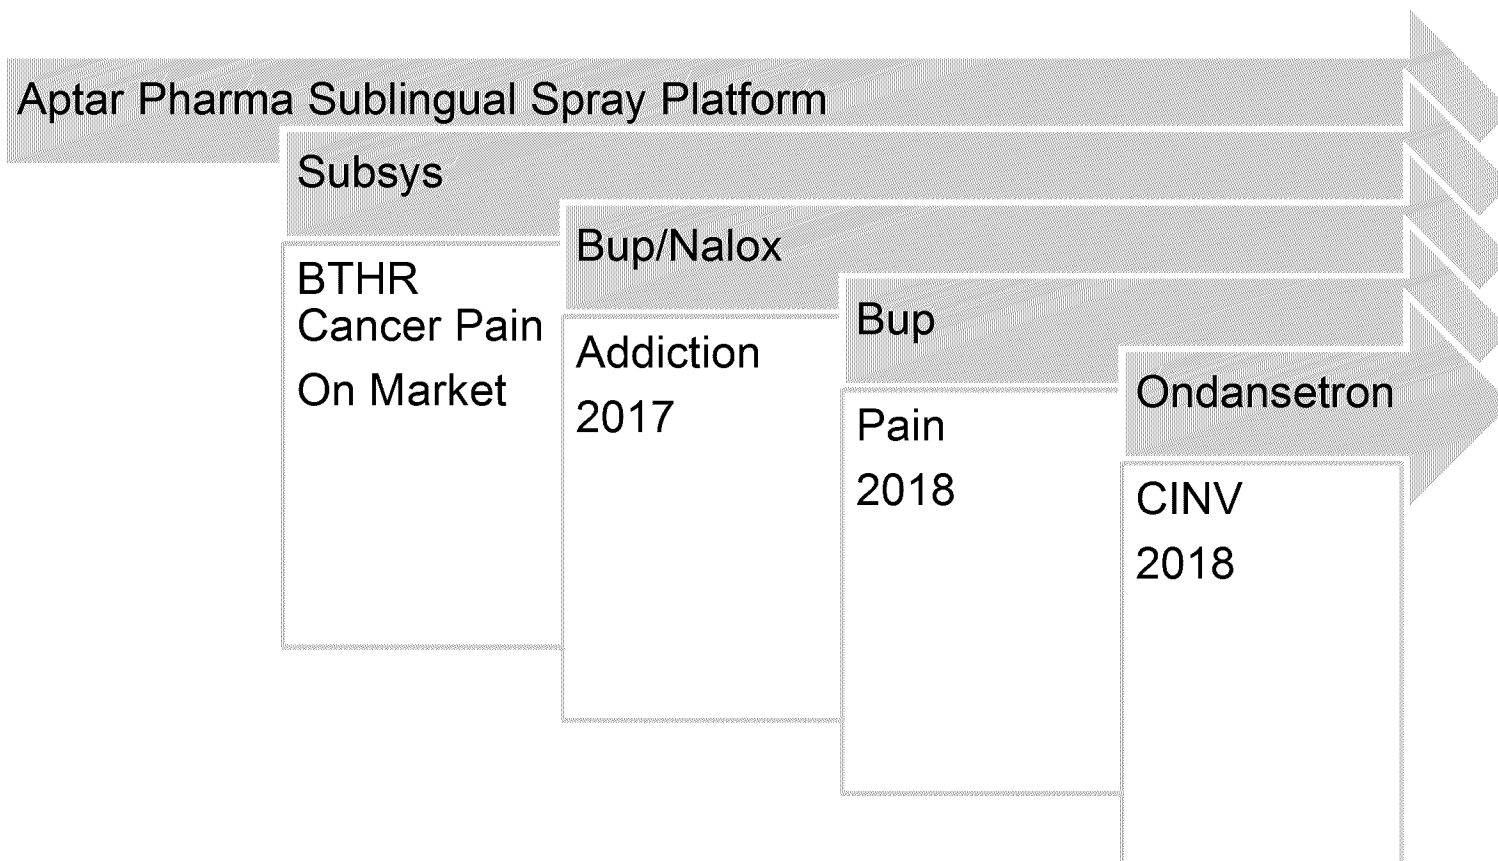 Aptar Pharma Sublingual Spray Platform
Subsys
BTHR
Cancer Pain
On Market
Bup/Nalox
Addiction
2017
Bup
Pain
2018
Ondansetron
CINV
2018